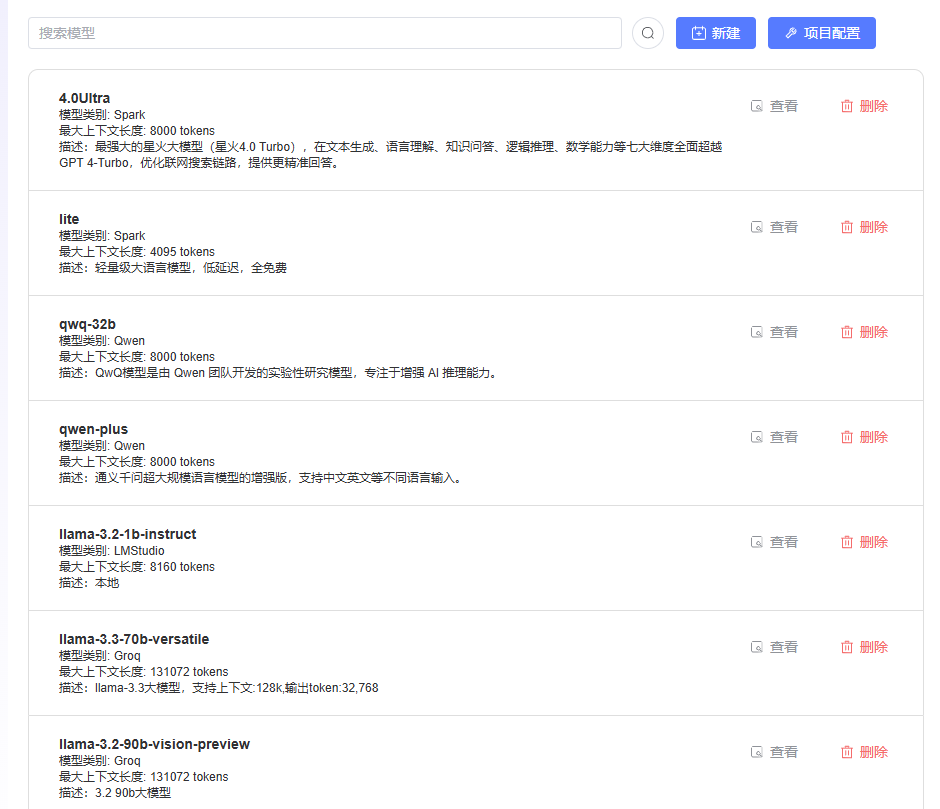 搜索模型
新建
项目配置
4.0Ultra
查看
删除
模型类别: Spark
最大上下文长度: 8000 tokens
描述：最强大的星火大模型（星火4.0 Turbo），在文本生成、语言理解、知识问答、逻辑推理、数学能力等七大维度全面超越
GPT 4-Turbo，优化联网搜索链路，提供更精准回答。
lite
查看
删除
模型类别: Spark
最大上下文长度: 4095 tokens
描述：轻量级大语言模型，低延迟，全免费
qwq-32b
查看
删除
模型类别: Qwen
最大上下文长度: 8000 tokens
描述：QwQ模型是由 Qwen 团队开发的实验性研究模型，专注于增强 AI 推理能力。
qwen-plus
查看
删除
模型类别: Qwen
最大上下文长度: 8000 tokens
描述：通义千问超大规模语言模型的增强版，支持中文英文等不同语言输入。
llama-3.2-1b-instruct
查看
删除
模型类别: LMStudio
最大上下文长度: 8160 tokens
描述：本地
llama-3.3-70b-versatile
查看
删除
模型类别: Groq
最大上下文长度: 131072 tokens
描述：llama-3.3大模型，支持上下文:128k,输出token:32,768
llama-3.2-90b-vision-preview
查看
删除
模型类别: Groq
最大上下文长度: 131072 tokens
描述：3.2 90b大模型